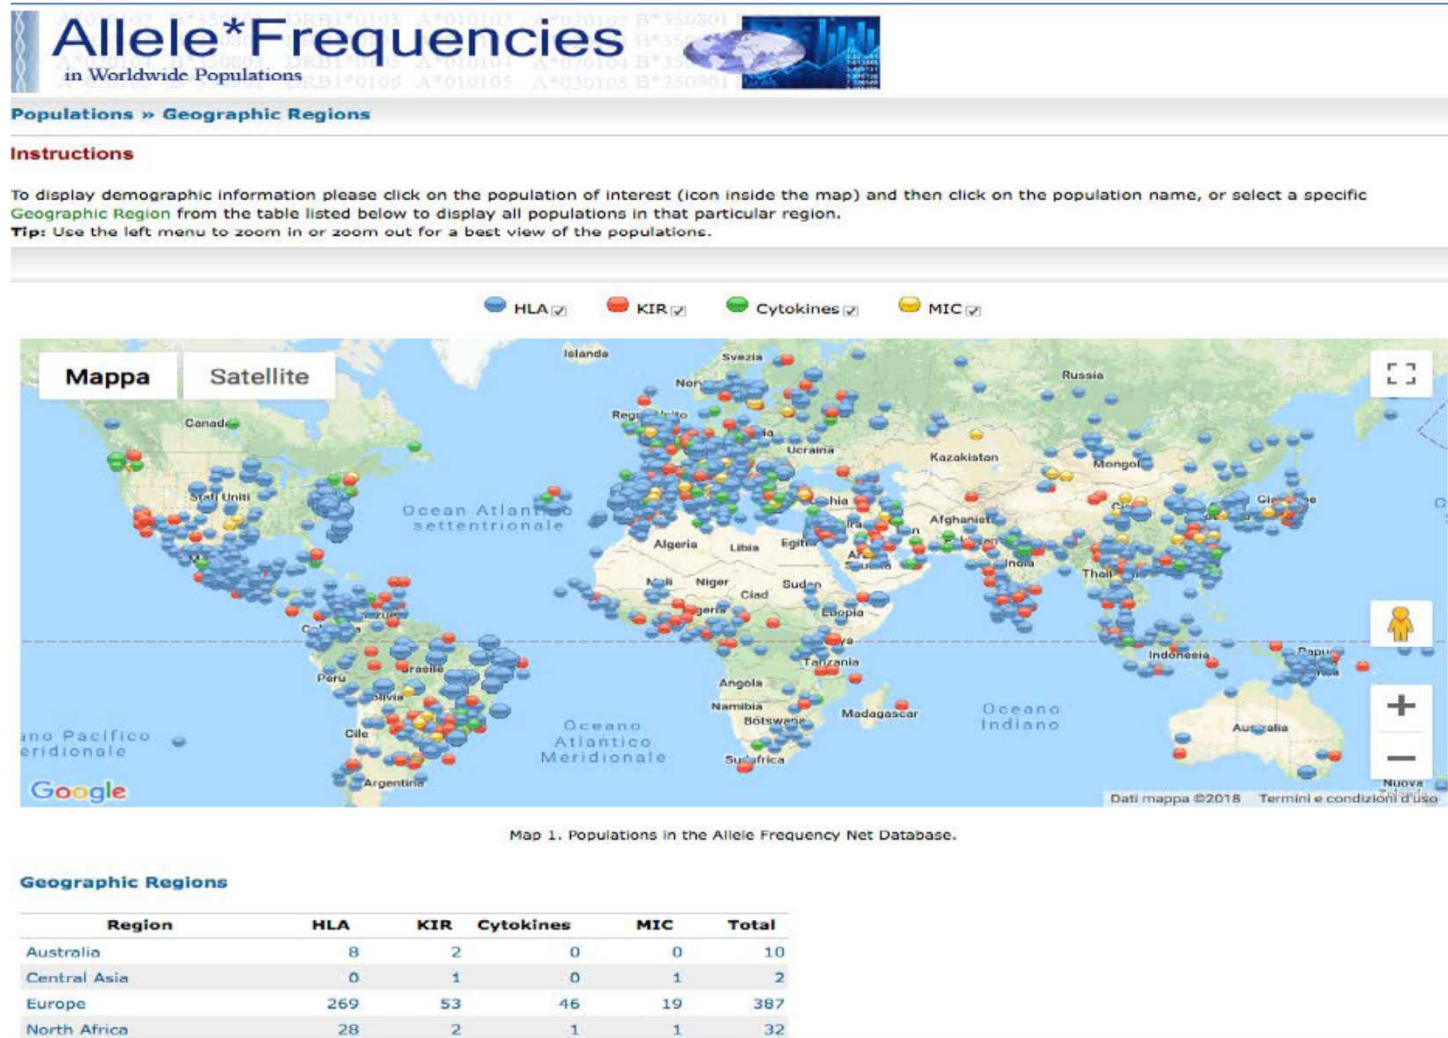 Allele*Frequencies
in Worldwide Populations
Populations » Geographic Regions
Instructions
To display demographic information please click on the population of interest (icon inside the map) and then click on the population name, or select a specific
Geographic Region from the table listed below to display all populations in that particular region.
Tip: Use the left menu to zoom in or zoom out for a best view of the populations.
HLA KIR Cytokines MIC
Mappa Satellite
Islanda
Svezia
Russia
Canada
Ucraina
Kazakistan
Stati Uniti
Afghanist
Algeria Libia
Mali Niger Sudan
Ciad
India
Brasile
Perù
Tanzania
Indonesia
Angola
Namibia
Botswana
Madagascar
Oceano
Indiano
Cile
Oceano
Atlantico
Meridionale
Australia
Argentina
Google
Nuova
Dati mappa ©2018 Termini e condizioni d'uso
Map 1. Populations in the Allele Frequency Net Database.
Geographic Regions
Region HLA KIR Cytokines MIC Total
Australia 8 2 0 0 10
Central Asia 0 1 0 1 2
Europe 269 53 46 19 387
North Africa 28 2 1 1 32